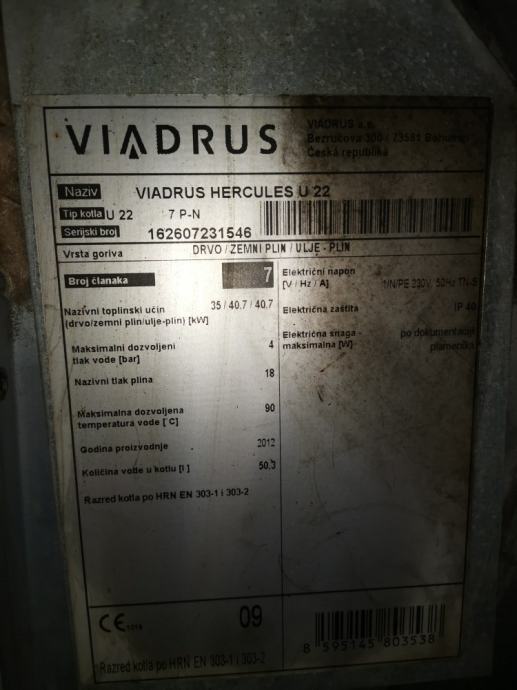 VIADRUS
VIADRUS a.s.
Bezručova 300 / 73581 Bohumín
Česká republika
Naziv VIADRUS HERCULES U 22
Tip kotla U 22 7 P-N
Serijski broj 162607231546
Vrsta goriva DRVO / ZEMNI PLIN / ULJE - PLIN
Broj članaka 7
Nazivni toplinski učin 35 / 40.7 / 40.7
(drvo/zemni plin/ulje-plin) [kW]
Maksimalni dozvoljeni 4
tlak vode [bar]
Nazivni tlak plina 18
Maksimalna dozvoljena 90
temperatura vode [ C]
Godina proizvodnje 2012
Količina vode u kotlu [l ] 50,3
Razred kotla po HRN EN 303-1 i 303-2
Električni napon
[V / Hz / A] 1/N/PE 230V, 50Hz TN-S
Električna zaštita IP 40
Električna snaga - po dokumentaciji
maksimalna [W] plamenika
CE 1015 09
8 595145 803538
Razred kotla po HRN EN 303-1 i 303-2